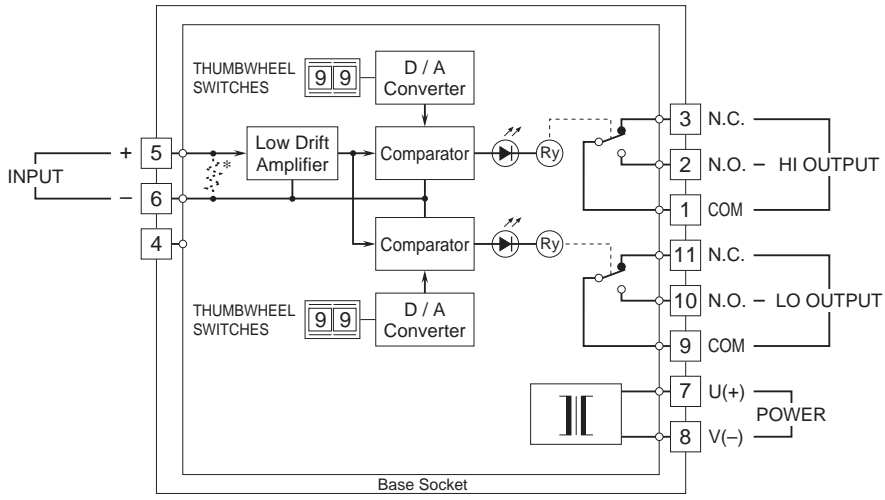 THUMBWHEEL
SWITCHES
9 9
D / A
Converter
3 N.C.
2 N.O. – HI OUTPUT
1 COM
INPUT
+ 5
Low Drift
Amplifier
*
Comparator
Ry
– 6
4
Comparator
Ry
11 N.C.
10 N.O. – LO OUTPUT
9 COM
THUMBWHEEL
SWITCHES
9 9
D / A
Converter
7 U(+)
POWER
8 V(–)
Base Socket